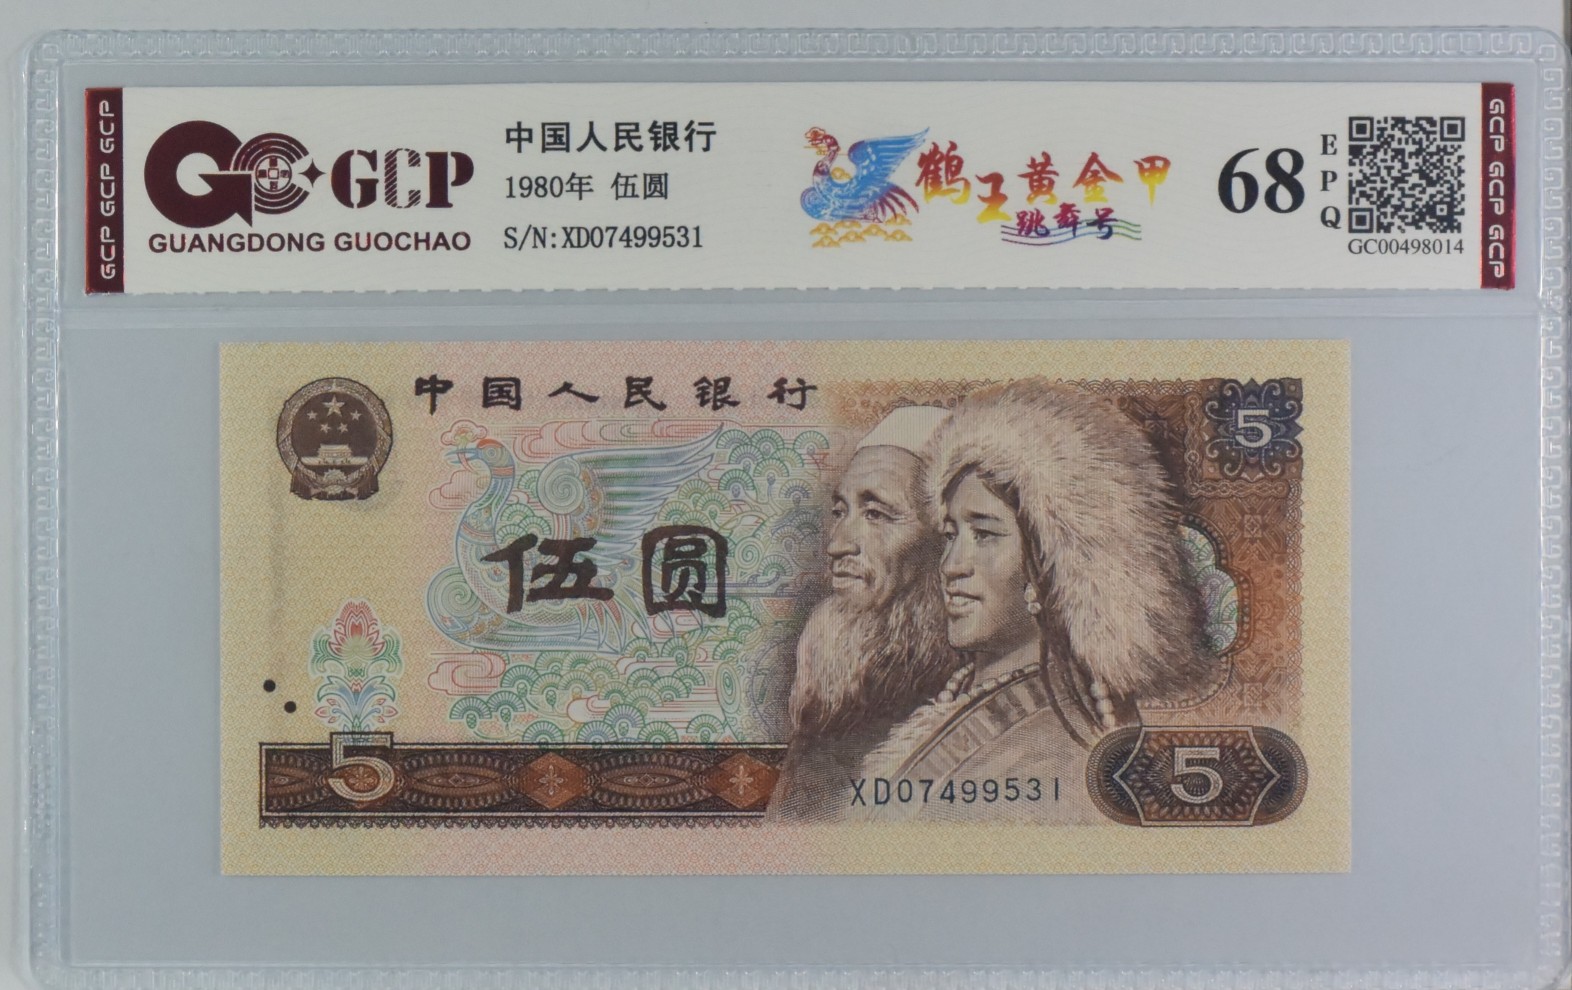 GCP GCP GCP
GCP
GUANGDONG GUOCHAO
中国人民银行
1980年 伍圆
S/N:XD07499531
鹤王黄金甲
跳舞号
68
EPQ
GC00498014
GCP GCP GCP
中国人民银行
5
伍圆
5
XD07499531
5